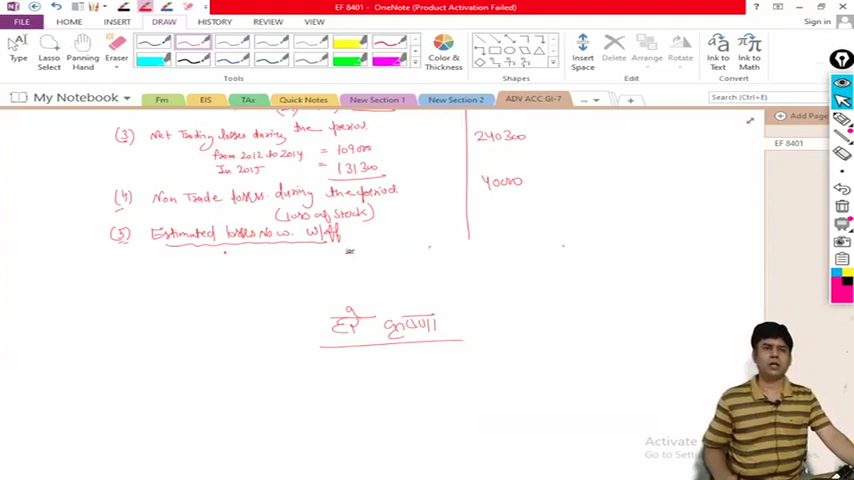 EF 8401 - OneNote (Product Activation Failed)
FILE HOME INSERT DRAW HISTORY REVIEW VIEW Sign in
Type Lasso Select Panning Hand Eraser Color & Thickness Insert Space Delete Arrange Rotate Ink to Text Ink to Math
Tools Shapes Edit Convert
My Notebook Fm EIS TAx Quick Notes New Section 1 New Section 2 ADV ACC GI-7 Search (Ctrl+E)
Add Page
EF 8401
(3) Net Trading losses during the period 240300
from 2012 to 2014 = 109000
In 2015 = 131300
(4) Non Trade losses during the period 40000
(loss of Stock)
(5) Estimated losses now w/off
Activate
Go to Setti